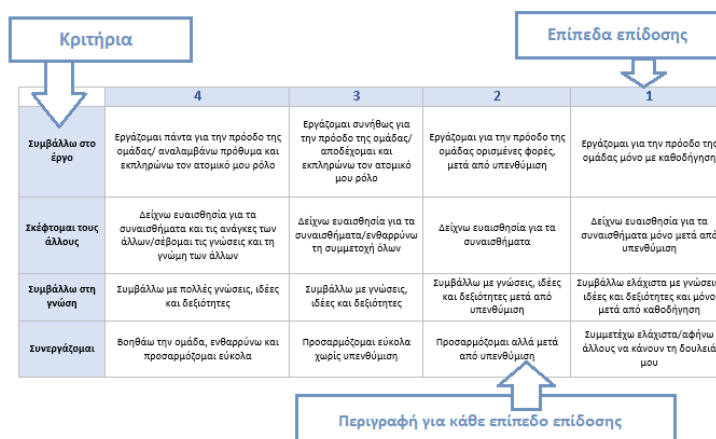 Κριτήρια
Επίπεδα επίδοσης
4
3
2
1
Συμβάλλω στο
έργο
Εργάζομαι πάντα για την πρόοδο της
ομάδας/ αναλαμβάνω πρόθυμα και
εκπληρώνω τον ατομικό μου ρόλο
Εργάζομαι συνήθως για
την πρόοδο της ομάδας/
αποδέχομαι και
εκπληρώνω τον ατομικό
μου ρόλο
Εργάζομαι για την πρόοδο της
ομάδας ορισμένες φορές,
μετά από υπενθύμιση
Εργάζομαι για την πρόοδο της
ομάδας μόνο με καθοδήγηση
Σκέφτομαι τους
άλλους
Δείχνω ευαισθησία για τα
συναισθήματα και τις ανάγκες των
άλλων/σέβομαι τις γνώσεις και τη
γνώμη των άλλων
Δείχνω ευαισθησία για τα
συναισθήματα/ενθαρρύνω
τη συμμετοχή όλων
Δείχνω ευαισθησία για τα
συναισθήματα
Δείχνω ευαισθησία για τα
συναισθήματα μόνο μετά από
υπενθύμιση
Συμβάλλω στη
γνώση
Συμβάλλω με πολλές γνώσεις, ιδέες
και δεξιότητες
Συμβάλλω με γνώσεις,
ιδέες και δεξιότητες
Συμβάλλω με γνώσεις, ιδέες
και δεξιότητες μετά από
υπενθύμιση
Συμβάλλω ελάχιστα με γνώσεις
ιδέες και δεξιότητες και μόνο
μετά από καθοδήγηση
Συνεργάζομαι
Βοηθάω την ομάδα, ενθαρρύνω και
προσαρμόζομαι εύκολα
Προσαρμόζομαι εύκολα
χωρίς υπενθύμιση
Προσαρμόζομαι αλλά μετά
από υπενθύμιση
Συμμετέχω ελάχιστα/αφήνω
άλλους να κάνουν τη δουλειά
μου
Περιγραφή για κάθε επίπεδο επίδοσης